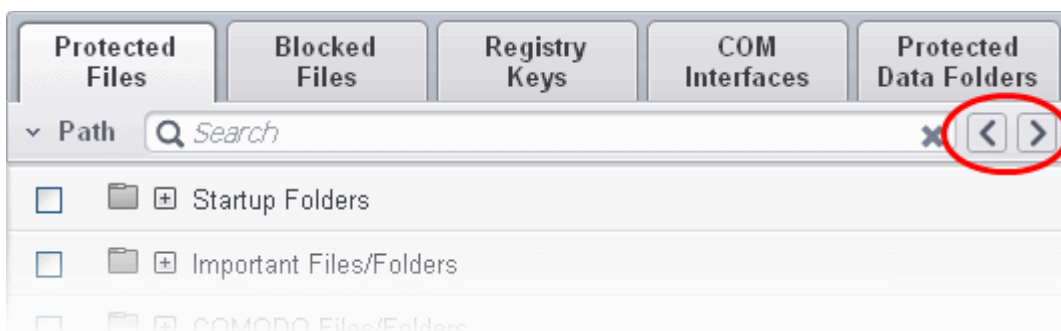 Protected Files
Blocked Files
Registry Keys
COM Interfaces
Protected Data Folders
Path
Search
Startup Folders
Important Files/Folders
COMODO Files/Folders